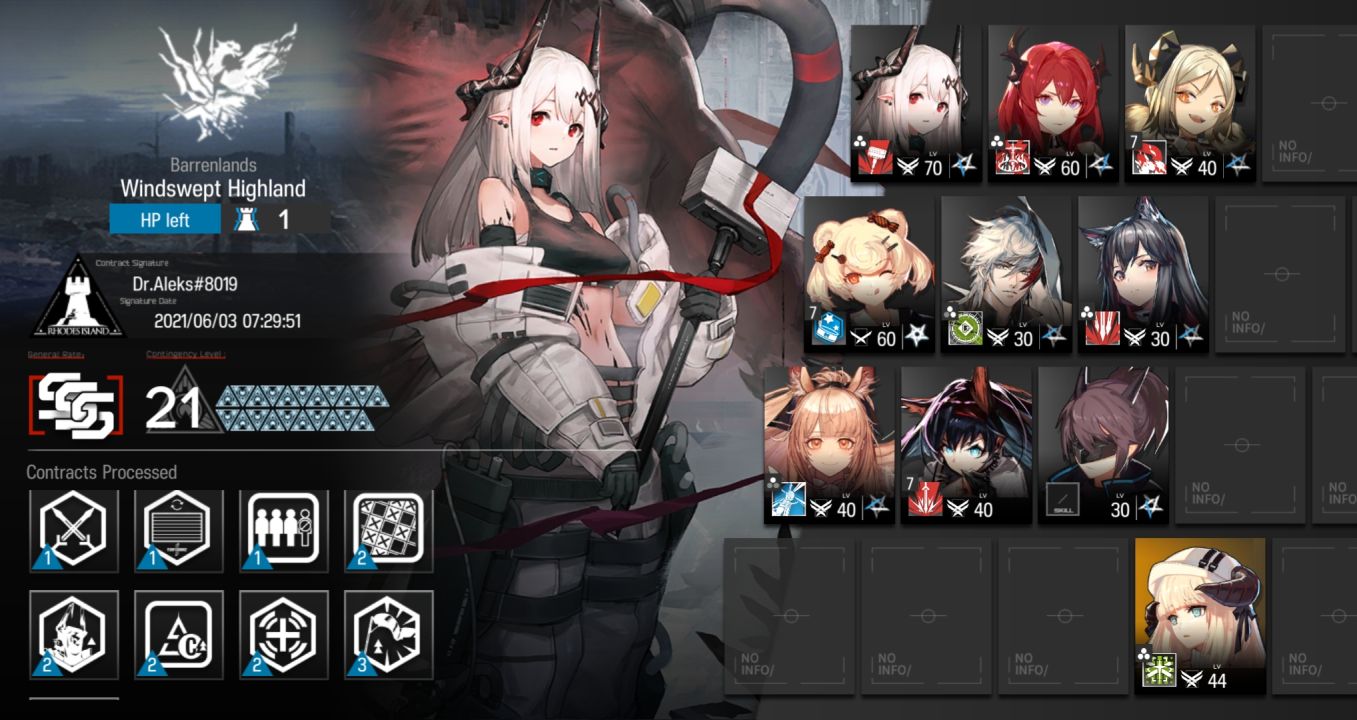 Barrenlands
Windswept Highland
HP left 1
Contract Signature
Dr.Aleks#8019
Signature Date
RHODES ISLAND
2021/06/03 07:29:51
General Rate:
Contingency Level:
SSS
21
Contracts Processed
1
1
1
2
2
C
2
2
3
LV
70
LV
60
7
LV
40
NO
INFO/
7
LV
60
LV
30
LV
30
NO
INFO/
LV
40
7
LV
40
SKILL
LV
30
NO
INFO/
NO
INFO/
NO
INFO/
NO
INFO/
NO
INFO/
LV
44
NO
INFO/